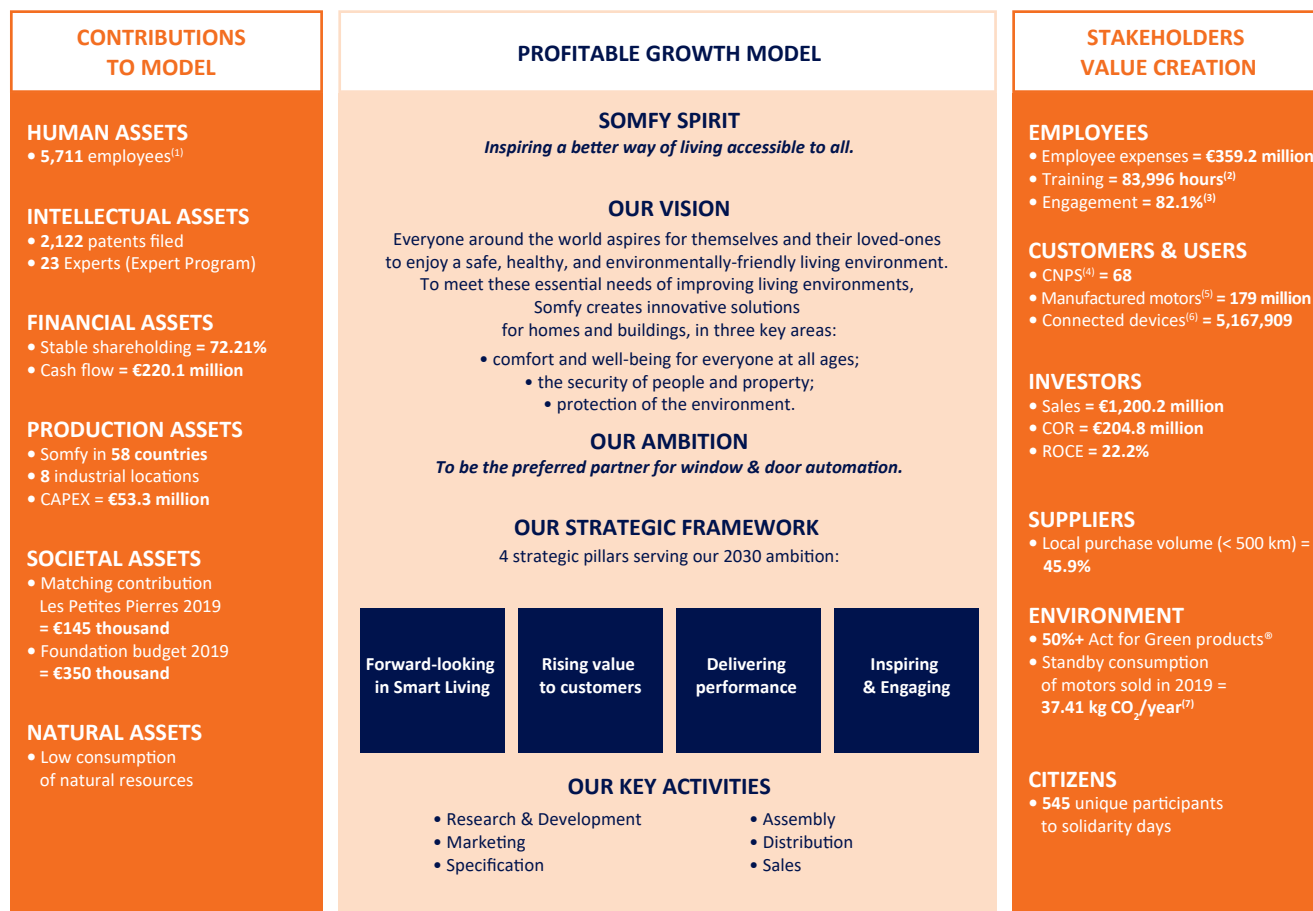 CONTRIBUTIONS
TO MODEL
HUMAN ASSETS
• 5,711 employees(1)
INTELLECTUAL ASSETS
• 2,122 patents filed
• 23 Experts (Expert Program)
FINANCIAL ASSETS
• Stable shareholding = 72.21%
• Cash flow = €220.1 million
PRODUCTION ASSETS
• Somfy in 58 countries
• 8 industrial locations
• CAPEX = €53.3 million
SOCIETAL ASSETS
• Matching contribution
Les Petites Pierres 2019
= €145 thousand
• Foundation budget 2019
= €350 thousand
NATURAL ASSETS
• Low consumption
of natural resources
PROFITABLE GROWTH MODEL
SOMFY SPIRIT
Inspiring a better way of living accessible to all.
OUR VISION
Everyone around the world aspires for themselves and their loved-ones
to enjoy a safe, healthy, and environmentally-friendly living environment.
To meet these essential needs of improving living environments,
Somfy creates innovative solutions
for homes and buildings, in three key areas:
• comfort and well-being for everyone at all ages;
• the security of people and property;
• protection of the environment.
OUR AMBITION
To be the preferred partner for window & door automation.
OUR STRATEGIC FRAMEWORK
4 strategic pillars serving our 2030 ambition:
Forward-looking
in Smart Living
Rising value
to customers
Delivering
performance
Inspiring
& Engaging
OUR KEY ACTIVITIES
• Research & Development
• Marketing
• Specification
• Assembly
• Distribution
• Sales
STAKEHOLDERS
VALUE CREATION
EMPLOYEES
• Employee expenses = €359.2 million
• Training = 83,996 hours(2)
• Engagement = 82.1%(3)
CUSTOMERS & USERS
• CNPS(4) = 68
• Manufactured motors(5) = 179 million
• Connected devices(6) = 5,167,909
INVESTORS
• Sales = €1,200.2 million
• COR = €204.8 million
• ROCE = 22.2%
SUPPLIERS
• Local purchase volume (< 500 km) =
45.9%
ENVIRONMENT
• 50%+ Act for Green products®
• Standby consumption
of motors sold in 2019 =
37.41 kg CO2/year(7)
CITIZENS
• 545 unique participants
to solidarity days